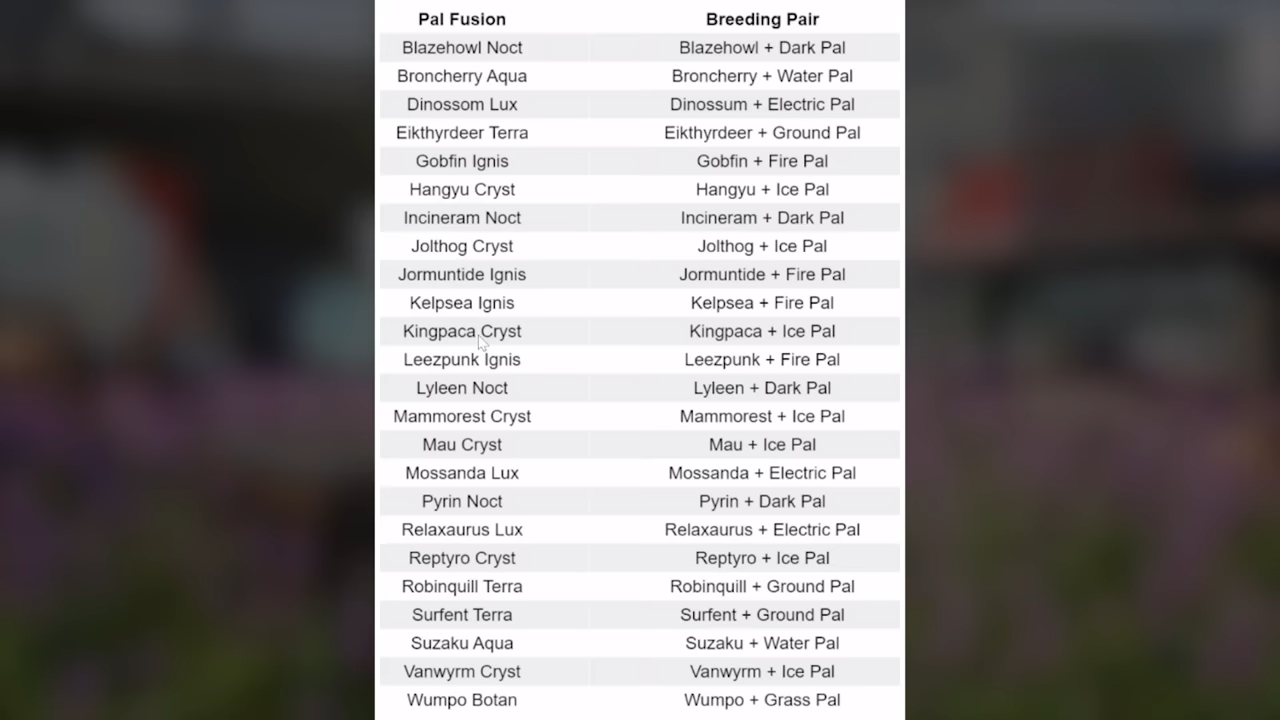 Pal Fusion Breeding Pair
Blazehowl Noct Blazehowl + Dark Pal
Broncherry Aqua Broncherry + Water Pal
Dinossom Lux Dinossum + Electric Pal
Eikthyrdeer Terra Eikthyrdeer + Ground Pal
Gobfin Ignis Gobfin + Fire Pal
Hangyu Cryst Hangyu + Ice Pal
Incineram Noct Incineram + Dark Pal
Jolthog Cryst Jolthog + Ice Pal
Jormuntide Ignis Jormuntide + Fire Pal
Kelpsea Ignis Kelpsea + Fire Pal
Kingpaca Cryst Kingpaca + Ice Pal
Leezpunk Ignis Leezpunk + Fire Pal
Lyleen Noct Lyleen + Dark Pal
Mammorest Cryst Mammorest + Ice Pal
Mau Cryst Mau + Ice Pal
Mossanda Lux Mossanda + Electric Pal
Pyrin Noct Pyrin + Dark Pal
Relaxaurus Lux Relaxaurus + Electric Pal
Reptyro Cryst Reptyro + Ice Pal
Robinquill Terra Robinquill + Ground Pal
Surfent Terra Surfent + Ground Pal
Suzaku Aqua Suzaku + Water Pal
Vanwyrm Cryst Vanwyrm + Ice Pal
Wumpo Botan Wumpo + Grass Pal